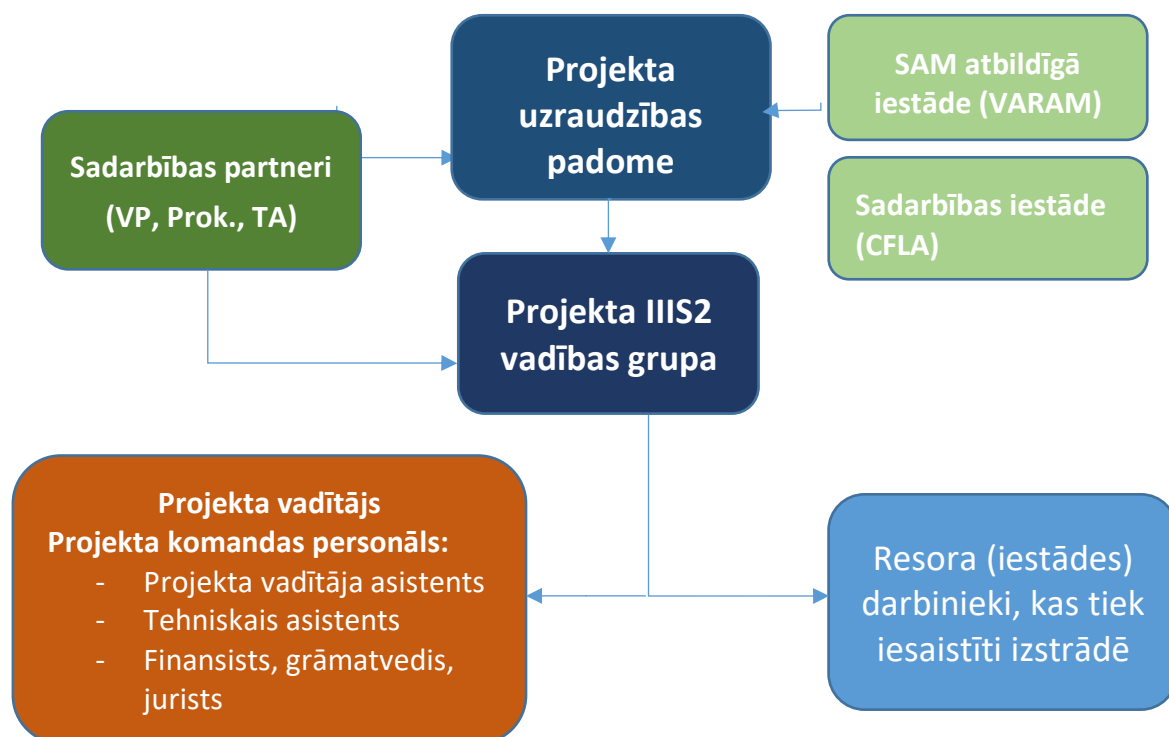 Projekta
uzraudzības
padome
SAM atbildīgā
iestāde (VARAM)
Sadarbības partneri
(VP, Prok., TA)
Sadarbības iestāde
(CFLA)
Projekta IIIS2
vadības grupa
Projekta vadītājs
Projekta komandas personāls:
- Projekta vadītāja asistents
- Tehniskais asistents
- Finansists, grāmatvedis,
jurists
Resora (iestādes)
darbinieki, kas tiek
iesaistīti izstrādē